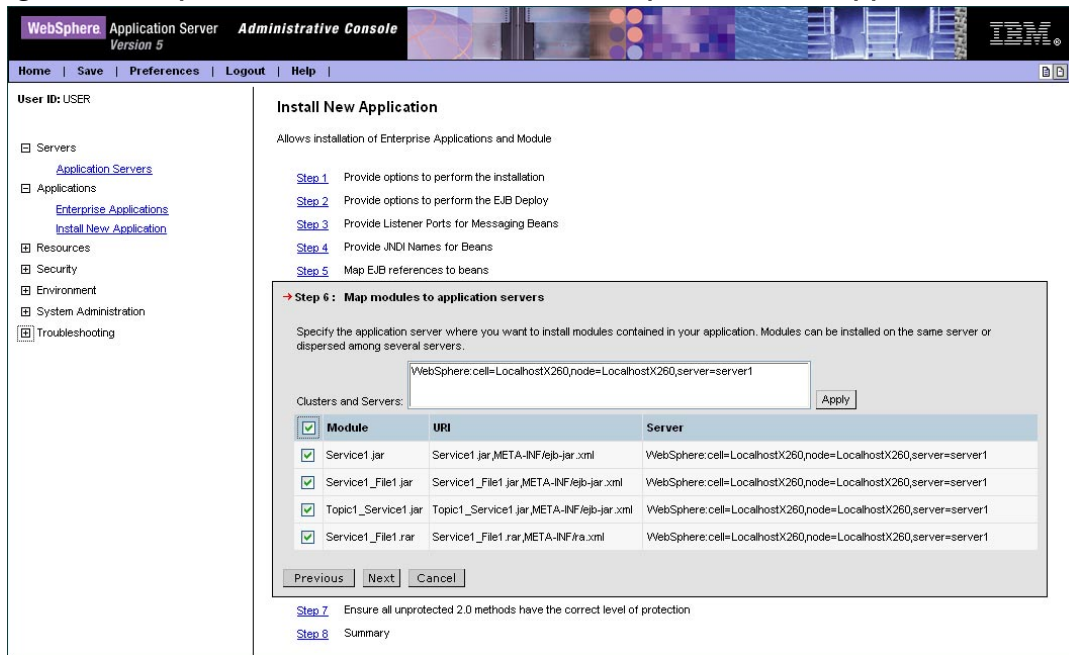 WebSphere Application Server Administrative Console
Version 5
IBM®
Home | Save | Preferences | Logout | Help |
User ID: USER
Servers
Application Servers
Applications
Enterprise Applications
Install New Application
Resources
Security
Environment
System Administration
Troubleshooting
Install New Application
Allows installation of Enterprise Applications and Module
Step 1 Provide options to perform the installation
Step 2 Provide options to perform the EJB Deploy
Step 3 Provide Listener Ports for Messaging Beans
Step 4 Provide JNDI Names for Beans
Step 5 Map EJB references to beans
Step 6 : Map modules to application servers
Specify the application server where you want to install modules contained in your application. Modules can be installed on the same server or
dispersed among several servers.
WebSphere:cell=LocalhostX260,node=LocalhostX260,server=server1
Clusters and Servers: Apply
Module URI Server
Service1.jar Service1.jar,META-INF/ejb-jar.xml WebSphere:cell=LocalhostX260,node=LocalhostX260,server=server1
Service1_File1.jar Service1_File1.jar,META-INF/ejb-jar.xml WebSphere:cell=LocalhostX260,node=LocalhostX260,server=server1
Topic1_Service1.jar Topic1_Service1.jar,META-INF/ejb-jar.xml WebSphere:cell=LocalhostX260,node=LocalhostX260,server=server1
Service1_File1.rar Service1_File1.rar,META-INF/ra.xml WebSphere:cell=LocalhostX260,node=LocalhostX260,server=server1
Previous Next Cancel
Step 7 Ensure all unprotected 2.0 methods have the correct level of protection
Step 8 Summary